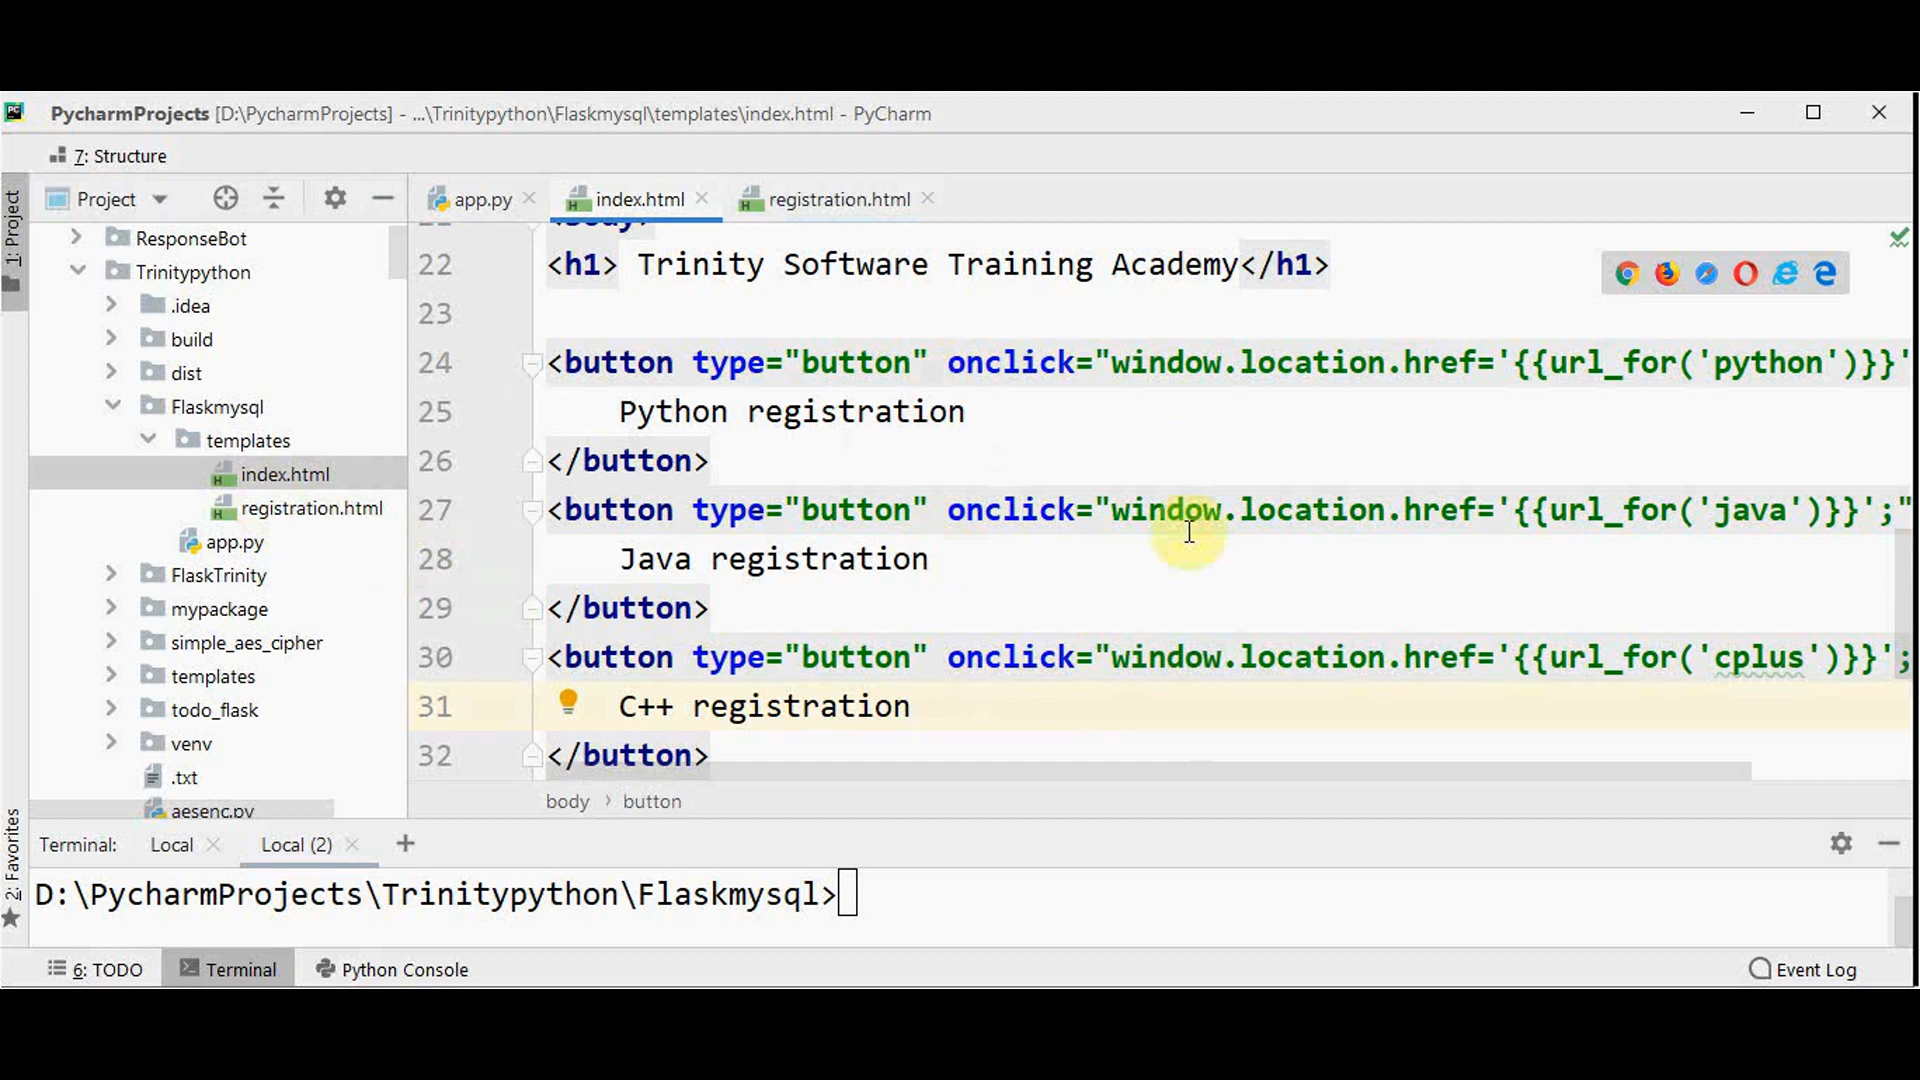 PycharmProjects [D:\PycharmProjects] - ...\Trinitypython\Flaskmysql\templates\index.html - PyCharm
7: Structure
1: Project
Project
app.py
index.html
registration.html
ResponseBot
Trinitypython
.idea
build
dist
Flaskmysql
templates
index.html
registration.html
app.py
FlaskTrinity
mypackage
simple_aes_cipher
templates
todo_flask
venv
.txt
aesenc.py
<body>
22 <h1> Trinity Software Training Academy</h1>
23
24 <button type="button" onclick="window.location.href='{{url_for('python')}}'
25 Python registration
26 </button>
27 <button type="button" onclick="window.location.href='{{url_for('java')}}';"
28 Java registration
29 </button>
30 <button type="button" onclick="window.location.href='{{url_for('cplus')}}';
31 C++ registration
32 </button>
body › button
2: Favorites
Terminal: Local Local (2) +
D:\PycharmProjects\Trinitypython\Flaskmysql>
6: TODO Terminal Python Console Event Log